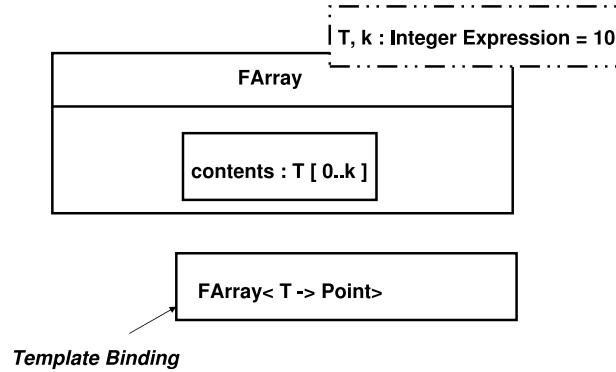 T, k : Integer Expression = 10
FArray
contents : T [ 0..k ]
FArray< T -> Point>
Template Binding